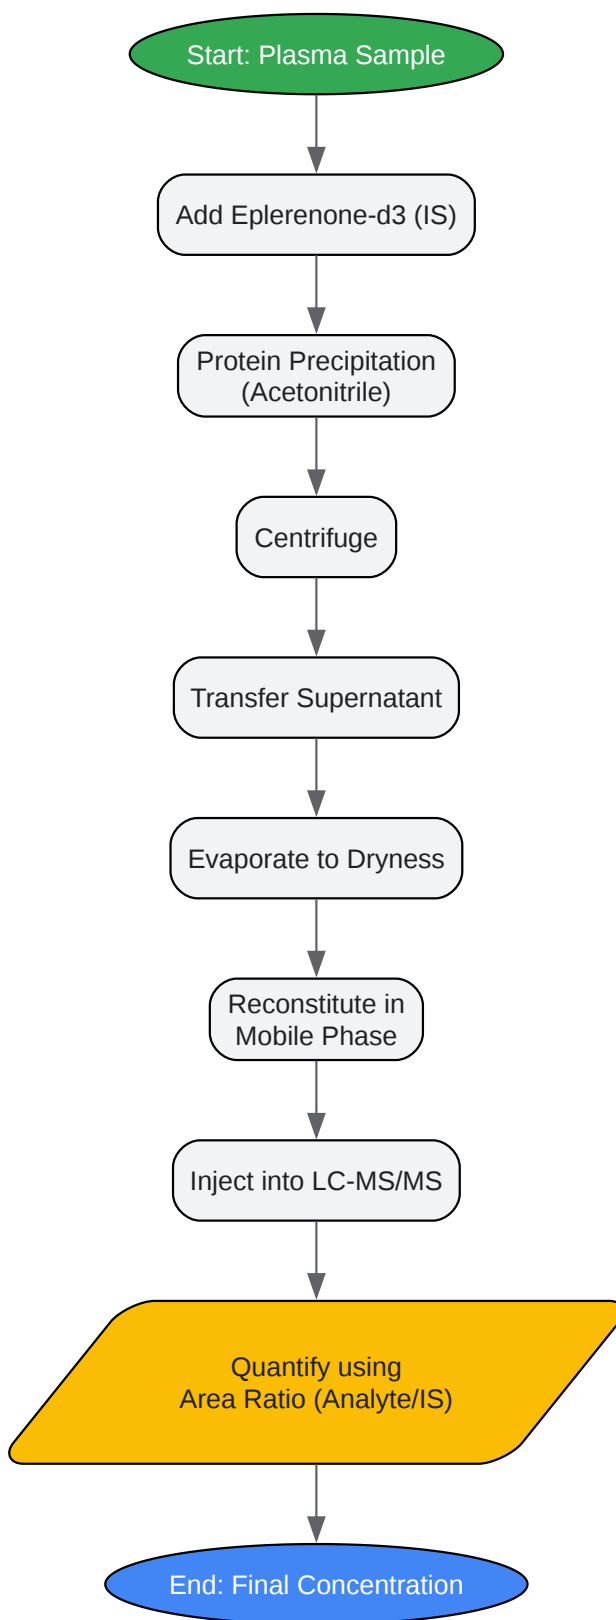 Start: Plasma Sample
Add Eplerenone-d3 (IS)
Protein Precipitation
(Acetonitrile)
Centrifuge
Transfer Supernatant
Evaporate to Dryness
Reconstitute in
Mobile Phase
Inject into LC-MS/MS
Quantify using
Area Ratio (Analyte/IS)
End: Final Concentration